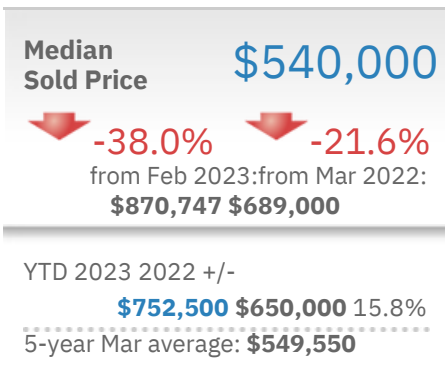 Median
Sold Price
$540,000
-38.0% -21.6%
from Feb 2023:from Mar 2022:
$870,747 $689,000
YTD 2023 2022 +/-
$752,500 $650,000 15.8%
5-year Mar average: $549,550